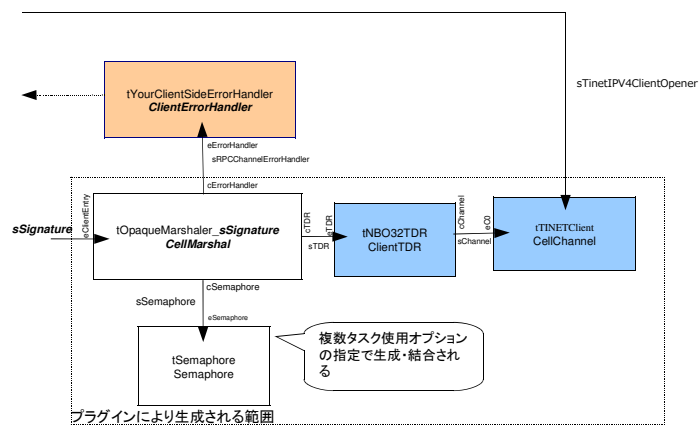 sTinetIPV4ClientOpener
tYourClientSideErrorHandler
ClientErrorHandler
eErrorHandler
sRPCChannelErrorHandler
cErrorHandler
sSignature
eClientEntry
tOpaqueMarshaler_sSignature
CellMarshal
cTDR
eTDR
sTDR
tNBO32TDR
ClientTDR
cChannel
sChannel
eC0
tTINETClient
CellChannel
cSemaphore
sSemaphore
eSemaphore
tSemaphore
Semaphore
複数タスク使用オプション
の指定で生成・結合され
る
プラグインにより生成される範囲